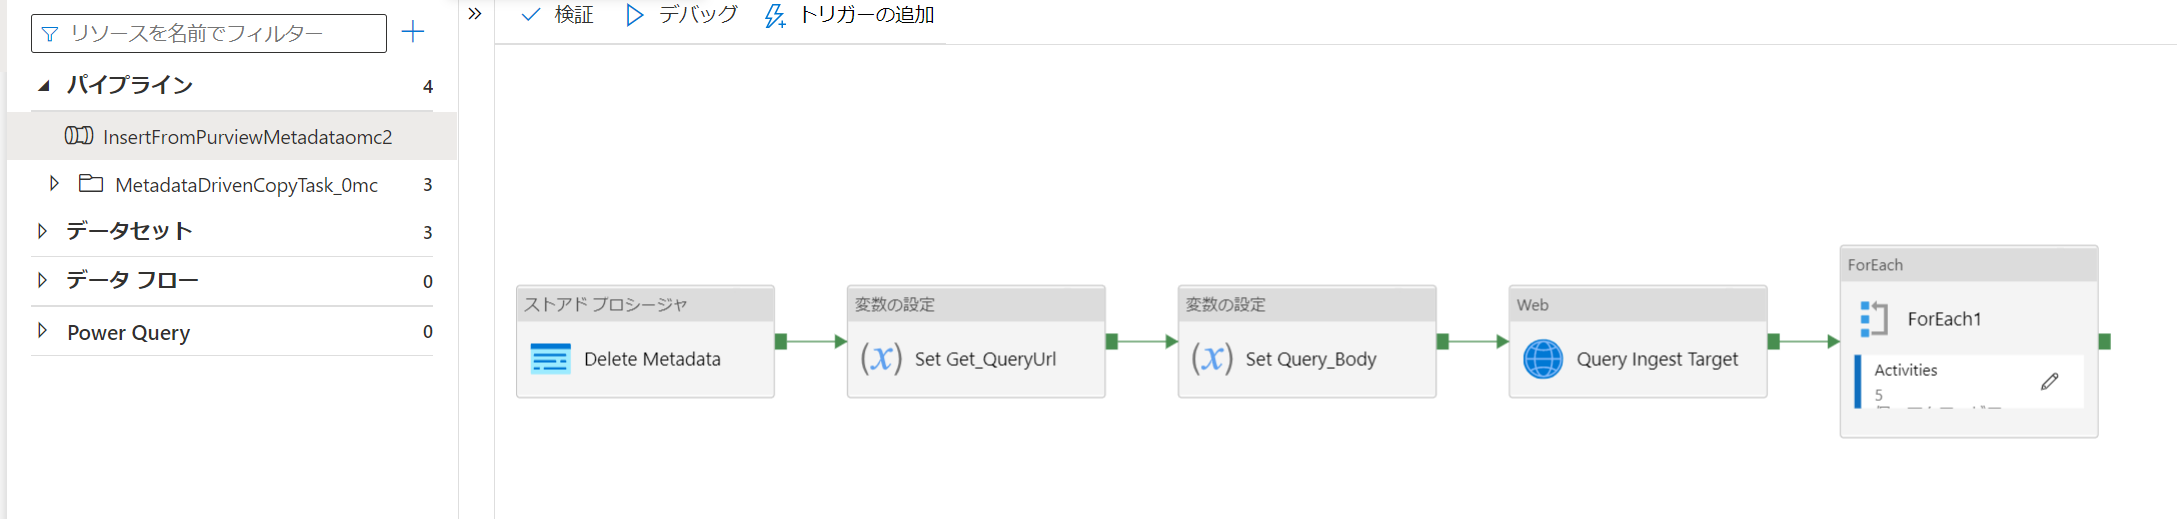 リソースを名前でフィルター
パイプライン 4
InsertFromPurviewMetadataomc2
MetadataDrivenCopyTask_0mc 3
データセット 3
データ フロー 0
Power Query 0
検証 デバッグ トリガーの追加
ストアド プロシージャ
Delete Metadata
変数の設定
(x) Set Get_QueryUrl
変数の設定
(x) Set Query_Body
Web
Query Ingest Target
ForEach
ForEach1
Activities
5